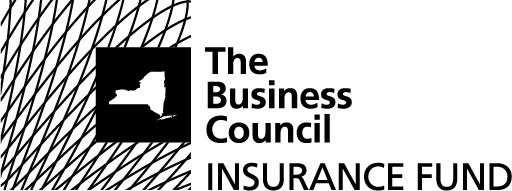 The
Business
Council
INSURANCE FUND